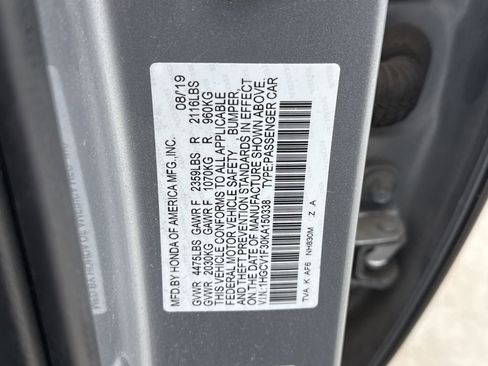 MFD.BY HONDA OF AMERICA MFG.,INC. 08/19
GVWR 4475LBS GAWR F 2359LBS R 2116LBS
GVWR 2030KG GAWR F 1070KG R 960KG
THIS VEHICLE CONFORMS TO ALL APPLICABLE
FEDERAL MOTOR VEHICLE SAFETY, BUMPER,
AND THEFT PREVENTION STANDARDS IN EFFECT
ON THE DATE OF MANUFACTURE SHOWN ABOVE.
V.I.N.:1HGCV1F30KA150338 TYPE:PASSENGER CAR
TVA K AF6 NH830M Z A